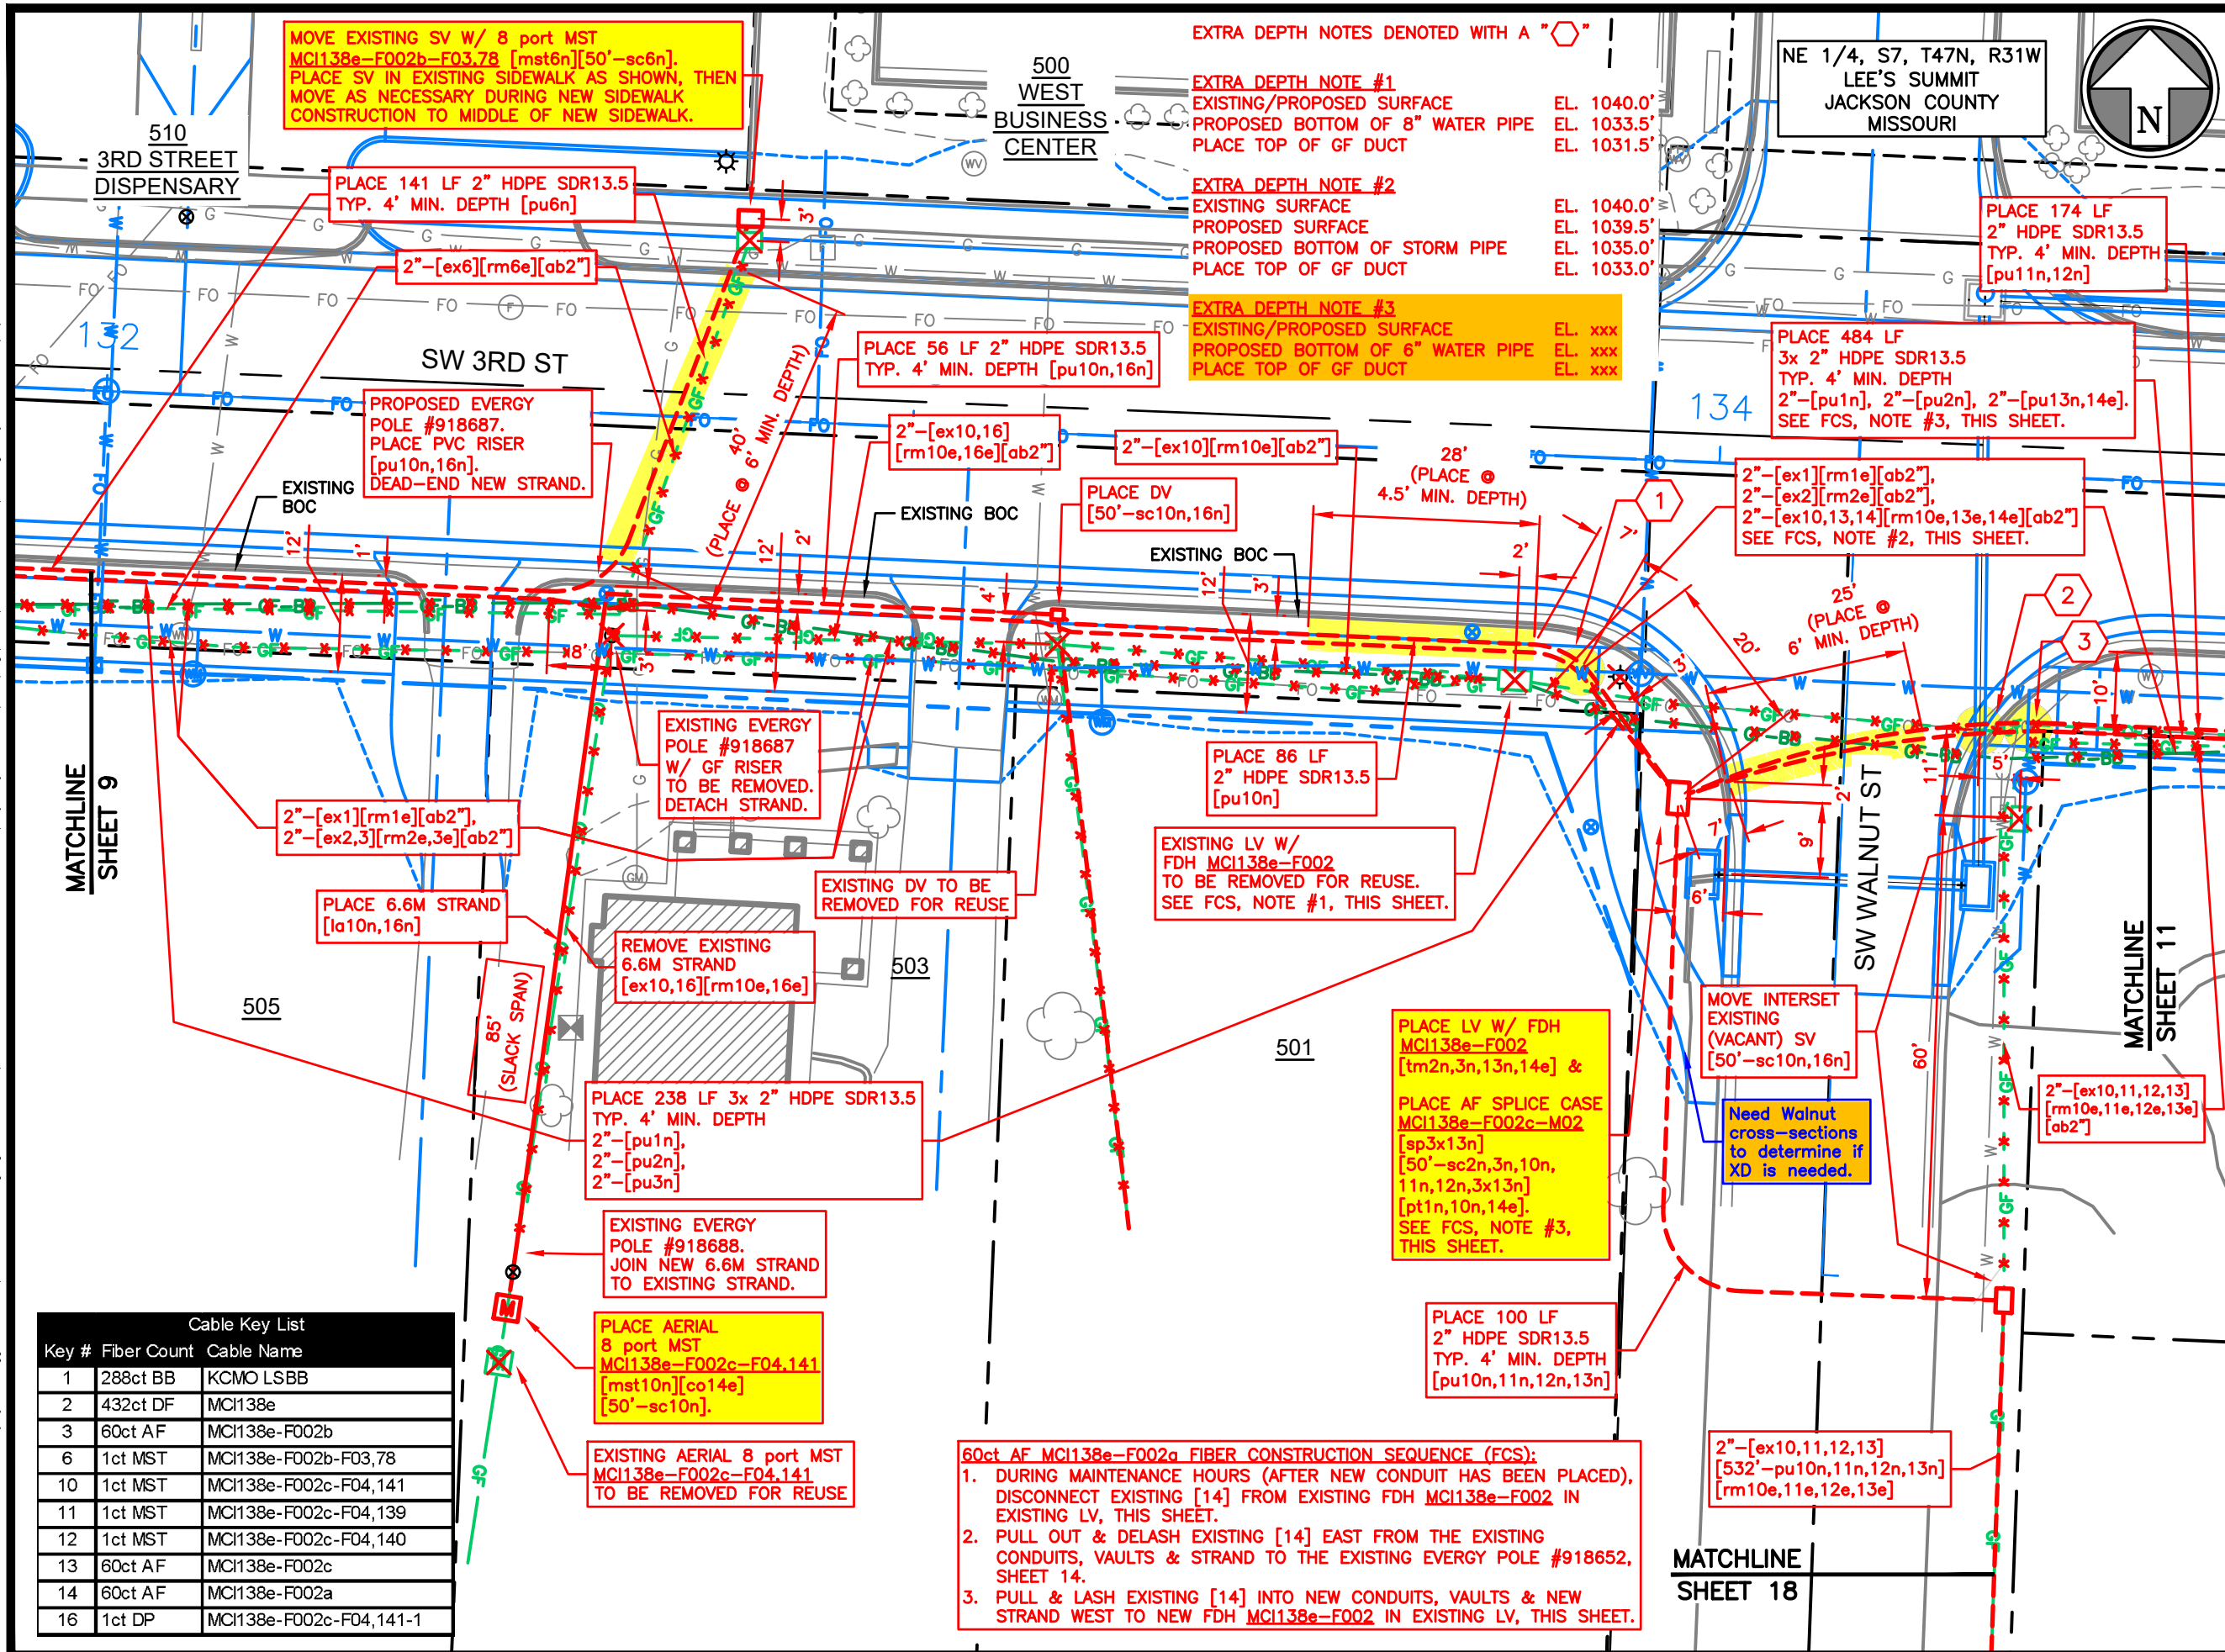 MOVE EXISTING SV W/ 8 port MST
MCI138e-F002b-F03,78 [mst6n][50'-sc6n].
PLACE SV IN EXISTING SIDEWALK AS SHOWN, THEN
MOVE AS NECESSARY DURING NEW SIDEWALK
CONSTRUCTION TO MIDDLE OF NEW SIDEWALK.
510
3RD STREET
DISPENSARY
500
WEST
BUSINESS
CENTER
EXTRA DEPTH NOTES DENOTED WITH A "⬡"
EXTRA DEPTH NOTE #1
EXISTING/PROPOSED SURFACE EL. 1040.0'
PROPOSED BOTTOM OF 8" WATER PIPE EL. 1033.5'
PLACE TOP OF GF DUCT EL. 1031.5'
EXTRA DEPTH NOTE #2
EXISTING SURFACE EL. 1040.0'
PROPOSED SURFACE EL. 1039.5'
PROPOSED BOTTOM OF STORM PIPE EL. 1035.0'
PLACE TOP OF GF DUCT EL. 1033.0'
EXTRA DEPTH NOTE #3
EXISTING/PROPOSED SURFACE EL. xxx
PROPOSED BOTTOM OF 6" WATER PIPE EL. xxx
PLACE TOP OF GF DUCT EL. xxx
NE 1/4, S7, T47N, R31W
LEE'S SUMMIT
JACKSON COUNTY
MISSOURI
N
PLACE 141 LF 2" HDPE SDR13.5
TYP. 4' MIN. DEPTH [pu6n]
2"-[ex6][rm6e][ab2"]
3'
PLACE 174 LF
2" HDPE SDR13.5
TYP. 4' MIN. DEPTH
[pu11n,12n]
132
SW 3RD ST
40'
(PLACE @ 6' MIN. DEPTH)
PLACE 56 LF 2" HDPE SDR13.5
TYP. 4' MIN. DEPTH [pu10n,16n]
PLACE 484 LF
3x 2" HDPE SDR13.5
TYP. 4' MIN. DEPTH
2"-[pu1n], 2"-[pu2n], 2"-[pu13n,14e].
SEE FCS, NOTE #3, THIS SHEET.
134
PROPOSED EVERGY
POLE #918687.
PLACE PVC RISER
[pu10n,16n].
DEAD-END NEW STRAND.
2"-[ex10,16]
[rm10e,16e][ab2"]
2"-[ex10][rm10e][ab2"]
28'
(PLACE @
4.5' MIN. DEPTH)
2"-[ex1][rm1e][ab2"],
2"-[ex2][rm2e][ab2"],
2"-[ex10,13,14][rm10e,13e,14e][ab2"]
SEE FCS, NOTE #2, THIS SHEET.
EXISTING
BOC
PLACE DV
[50'-sc10n,16n]
EXISTING BOC
EXISTING BOC
12'
1'
12'
2'
4'
12'
3'
2'
7'
1
2
3
25'
(PLACE @
6' MIN. DEPTH)
20'
3'
10'
8'
3'
5'
11'
2'
9'
7'
6'
60'
MATCHLINE
SHEET 9
EXISTING EVERGY
POLE #918687
W/ GF RISER
TO BE REMOVED.
DETACH STRAND.
PLACE 86 LF
2" HDPE SDR13.5
[pu10n]
2"-[ex1][rm1e][ab2"],
2"-[ex2,3][rm2e,3e][ab2"]
EXISTING LV W/
FDH MCI138e-F002
TO BE REMOVED FOR REUSE.
SEE FCS, NOTE #1, THIS SHEET.
EXISTING DV TO BE
REMOVED FOR REUSE
PLACE 6.6M STRAND
[la10n,16n]
REMOVE EXISTING
6.6M STRAND
[ex10,16][rm10e,16e]
SW WALNUT ST
MATCHLINE
SHEET 11
505
503
501
85'
(SLACK SPAN)
MOVE INTERSET
EXISTING
(VACANT) SV
[50'-sc10n,16n]
PLACE LV W/ FDH
MCI138e-F002
[tm2n,3n,13n,14e] &
PLACE AF SPLICE CASE
MCI138e-F002c-M02
[sp3x13n]
[50'-sc2n,3n,10n,
11n,12n,3x13n]
[pt1n,10n,14e].
SEE FCS, NOTE #3,
THIS SHEET.
PLACE 238 LF 3x 2" HDPE SDR13.5
TYP. 4' MIN. DEPTH
2"-[pu1n],
2"-[pu2n],
2"-[pu3n]
Need Walnut
cross-sections
to determine if
XD is needed.
2"-[ex10,11,12,13]
[rm10e,11e,12e,13e]
[ab2"]
EXISTING EVERGY
POLE #918688.
JOIN NEW 6.6M STRAND
TO EXISTING STRAND.
M
PLACE AERIAL
8 port MST
MCI138e-F002c-F04,141
[mst10n][co14e]
[50'-sc10n].
EXISTING AERIAL 8 port MST
MCI138e-F002c-F04,141
TO BE REMOVED FOR REUSE
PLACE 100 LF
2" HDPE SDR13.5
TYP. 4' MIN. DEPTH
[pu10n,11n,12n,13n]
2"-[ex10,11,12,13]
[532'-pu10n,11n,12n,13n]
[rm10e,11e,12e,13e]
MATCHLINE
SHEET 18
Cable Key List
Key # Fiber Count Cable Name
1 288ct BB KCMO LSBB
2 432ct DF MCI138e
3 60ct AF MCI138e-F002b
6 1ct MST MCI138e-F002b-F03,78
10 1ct MST MCI138e-F002c-F04,141
11 1ct MST MCI138e-F002c-F04,139
12 1ct MST MCI138e-F002c-F04,140
13 60ct AF MCI138e-F002c
14 60ct AF MCI138e-F002a
16 1ct DP MCI138e-F002c-F04,141-1
60ct AF MCI138e-F002a FIBER CONSTRUCTION SEQUENCE (FCS):
1. DURING MAINTENANCE HOURS (AFTER NEW CONDUIT HAS BEEN PLACED),
DISCONNECT EXISTING [14] FROM EXISTING FDH MCI138e-F002 IN
EXISTING LV, THIS SHEET.
2. PULL OUT & DELASH EXISTING [14] EAST FROM THE EXISTING
CONDUITS, VAULTS & STRAND TO THE EXISTING EVERGY POLE #918652,
SHEET 14.
3. PULL & LASH EXISTING [14] INTO NEW CONDUITS, VAULTS & NEW
STRAND WEST TO NEW FDH MCI138e-F002 IN EXISTING LV, THIS SHEET.